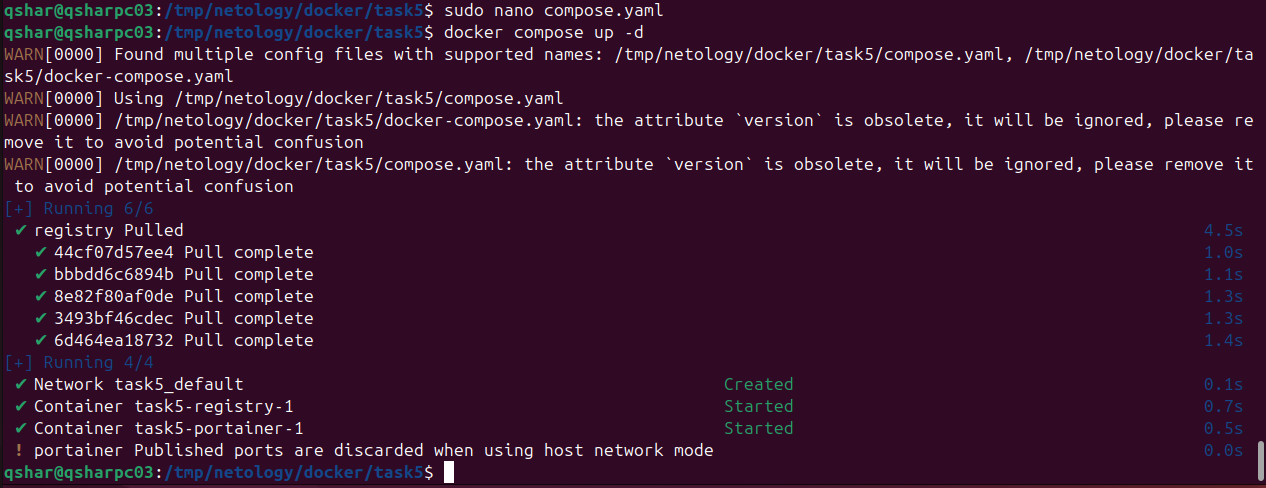 qshar@qsharpc03:/tmp/netology/docker/task5$ sudo nano compose.yaml
qshar@qsharpc03:/tmp/netology/docker/task5$ docker compose up -d
WARN[0000] Found multiple config files with supported names: /tmp/netology/docker/task5/compose.yaml, /tmp/netology/docker/ta
sk5/docker-compose.yaml
WARN[0000] Using /tmp/netology/docker/task5/compose.yaml
WARN[0000] /tmp/netology/docker/task5/docker-compose.yaml: the attribute `version` is obsolete, it will be ignored, please re
move it to avoid potential confusion
WARN[0000] /tmp/netology/docker/task5/compose.yaml: the attribute `version` is obsolete, it will be ignored, please remove it
 to avoid potential confusion
[+] Running 6/6
 ✔ registry Pulled 4.5s
   ✔ 44cf07d57ee4 Pull complete 1.0s
   ✔ bbbdd6c6894b Pull complete 1.1s
   ✔ 8e82f80af0de Pull complete 1.3s
   ✔ 3493bf46cdec Pull complete 1.3s
   ✔ 6d464ea18732 Pull complete 1.4s
[+] Running 4/4
 ✔ Network task5_default Created 0.1s
 ✔ Container task5-registry-1 Started 0.7s
 ✔ Container task5-portainer-1 Started 0.5s
 ! portainer Published ports are discarded when using host network mode 0.0s
qshar@qsharpc03:/tmp/netology/docker/task5$